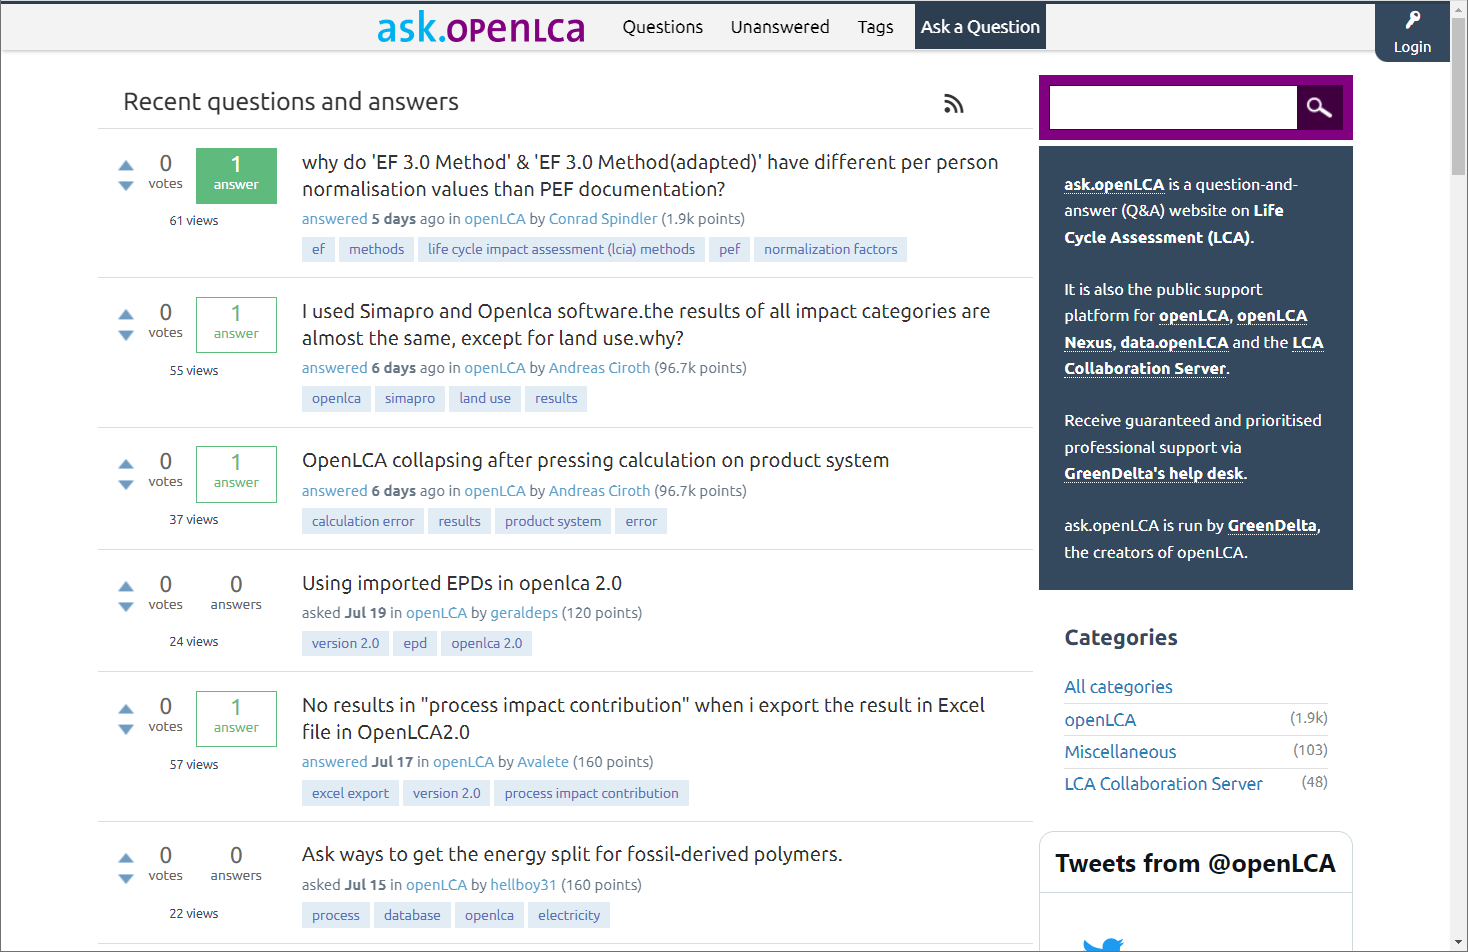 ask.openLCA
Questions
Unanswered
Tags
Ask a Question
Login
Recent questions and answers
0
votes
1
answer
61 views
why do 'EF 3.0 Method' & 'EF 3.0 Method(adapted)' have different per person
normalisation values than PEF documentation?
answered 5 days ago in openLCA by Conrad Spindler (1.9k points)
ef
methods
life cycle impact assessment (lcia) methods
pef
normalization factors
0
votes
1
answer
55 views
I used Simapro and Openlca software.the results of all impact categories are
almost the same, except for land use.why?
answered 6 days ago in openLCA by Andreas Ciroth (96.7k points)
openlca
simapro
land use
results
0
votes
1
answer
37 views
OpenLCA collapsing after pressing calculation on product system
answered 6 days ago in openLCA by Andreas Ciroth (96.7k points)
calculation error
results
product system
error
0
votes
0
answers
24 views
Using imported EPDs in openlca 2.0
asked Jul 19 in openLCA by geraldeps (120 points)
version 2.0
epd
openlca 2.0
0
votes
1
answer
57 views
No results in "process impact contribution" when i export the result in Excel
file in OpenLCA2.0
answered Jul 17 in openLCA by Avalete (160 points)
excel export
version 2.0
process impact contribution
0
votes
0
answers
22 views
Ask ways to get the energy split for fossil-derived polymers.
asked Jul 15 in openLCA by hellboy31 (160 points)
process
database
openlca
electricity
ask.openLCA is a question-and-
answer (Q&A) website on Life
Cycle Assessment (LCA).
It is also the public support
platform for openLCA, openLCA
Nexus, data.openLCA and the LCA
Collaboration Server.
Receive guaranteed and prioritised
professional support via
GreenDelta's help desk.
ask.openLCA is run by GreenDelta,
the creators of openLCA.
Categories
All categories
openLCA (1.9k)
Miscellaneous (103)
LCA Collaboration Server (48)
Tweets from @openLCA